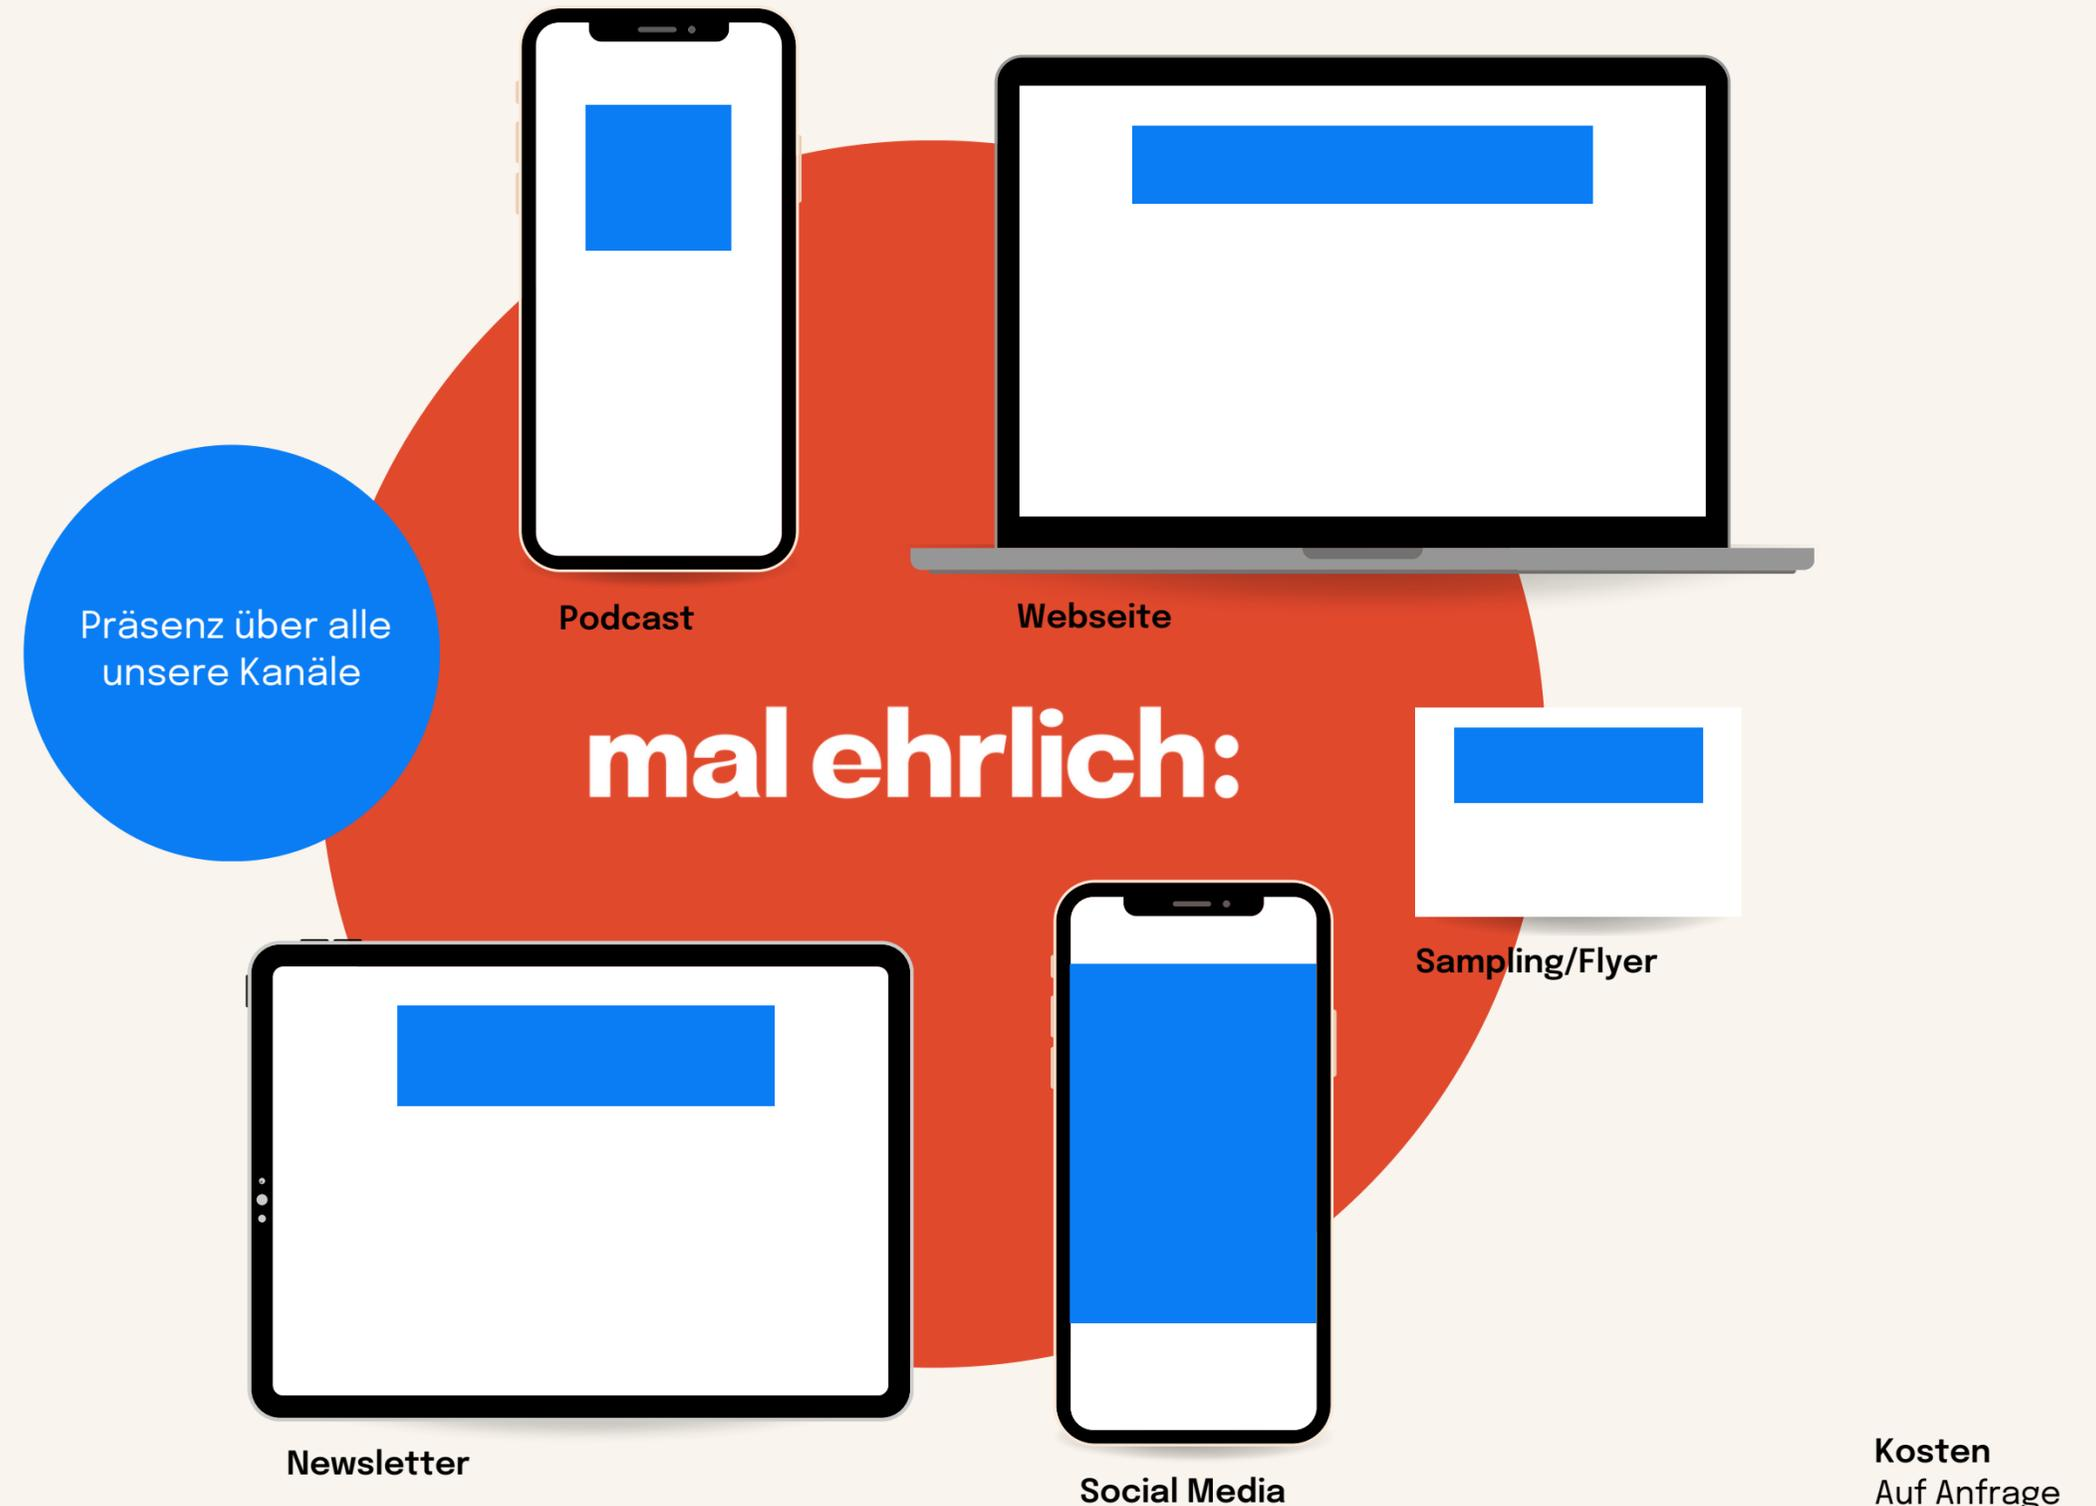 Podcast
Webseite
Präsenz über alle
unsere Kanäle
mal ehrlich:
Sampling/Flyer
Newsletter
Social Media
Kosten
Auf Anfrage